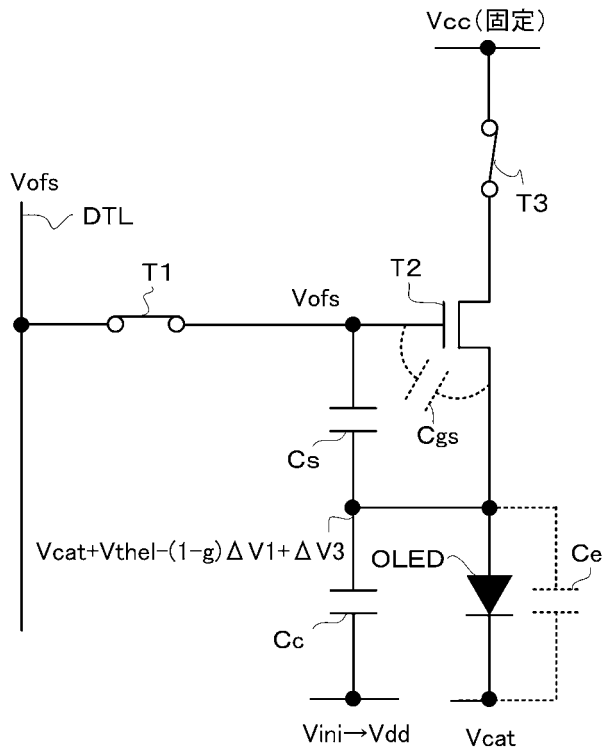 Vcc(固定)
T3
Vofs
DTL
T1
Vofs
T2
Cgs
Cs
Vcat+Vthel-(1-g)ΔV1+ΔV3
OLED
Ce
Cc
Vini→Vdd
Vcat